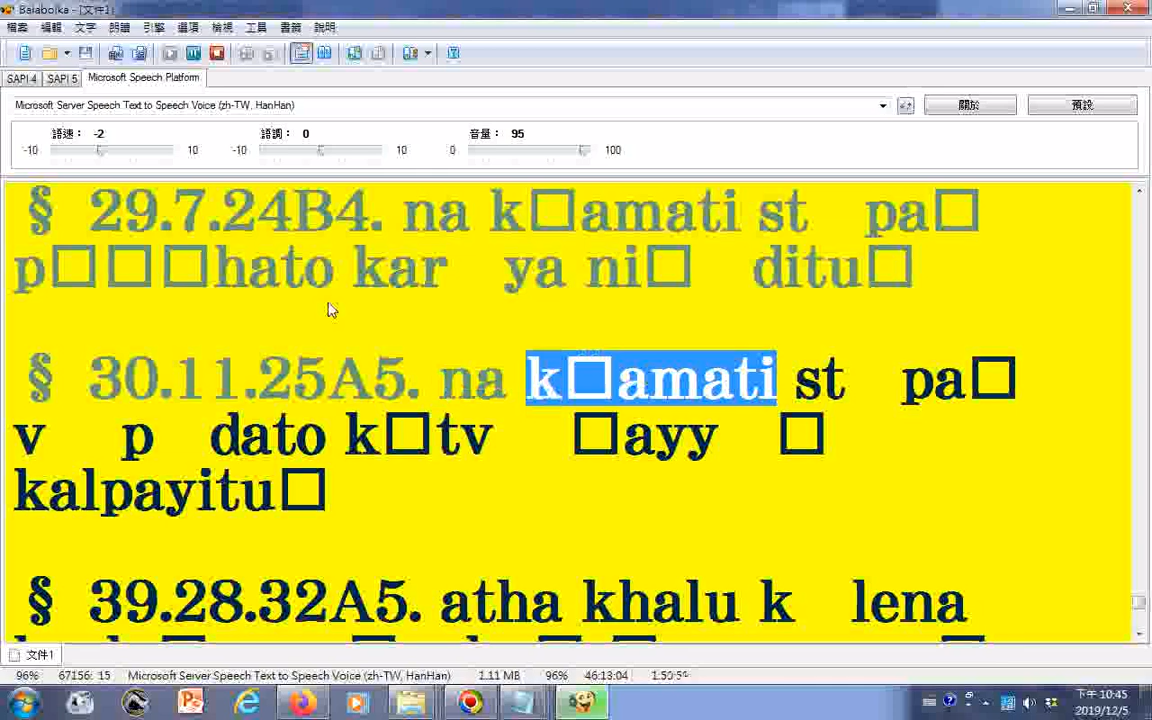 Balabolka - [文件1]
檔案 編輯 文字 朗讀 引擎 選項 檢視 工具 書籤 說明
SAPI 4 SAPI 5 Microsoft Speech Platform
Microsoft Server Speech Text to Speech Voice (zh-TW, HanHan) 關於 預設
語速： -2 語調： 0 音量： 95
-10 10 -10 10 0 100
§ 29.7.24B4. na k□amati st pa□
p□□□hato kar ya ni□ ditu□
§ 30.11.25A5. na k□amati st pa□
v p dato k□tv □ayy □
kalpayitu□
§ 39.28.32A5. atha khalu k lena
文件1
96% 67156: 15 Microsoft Server Speech Text to Speech Voice (zh-TW, HanHan) 1.11 MB 96% 46:13:04
下午 10:45
2019/12/5